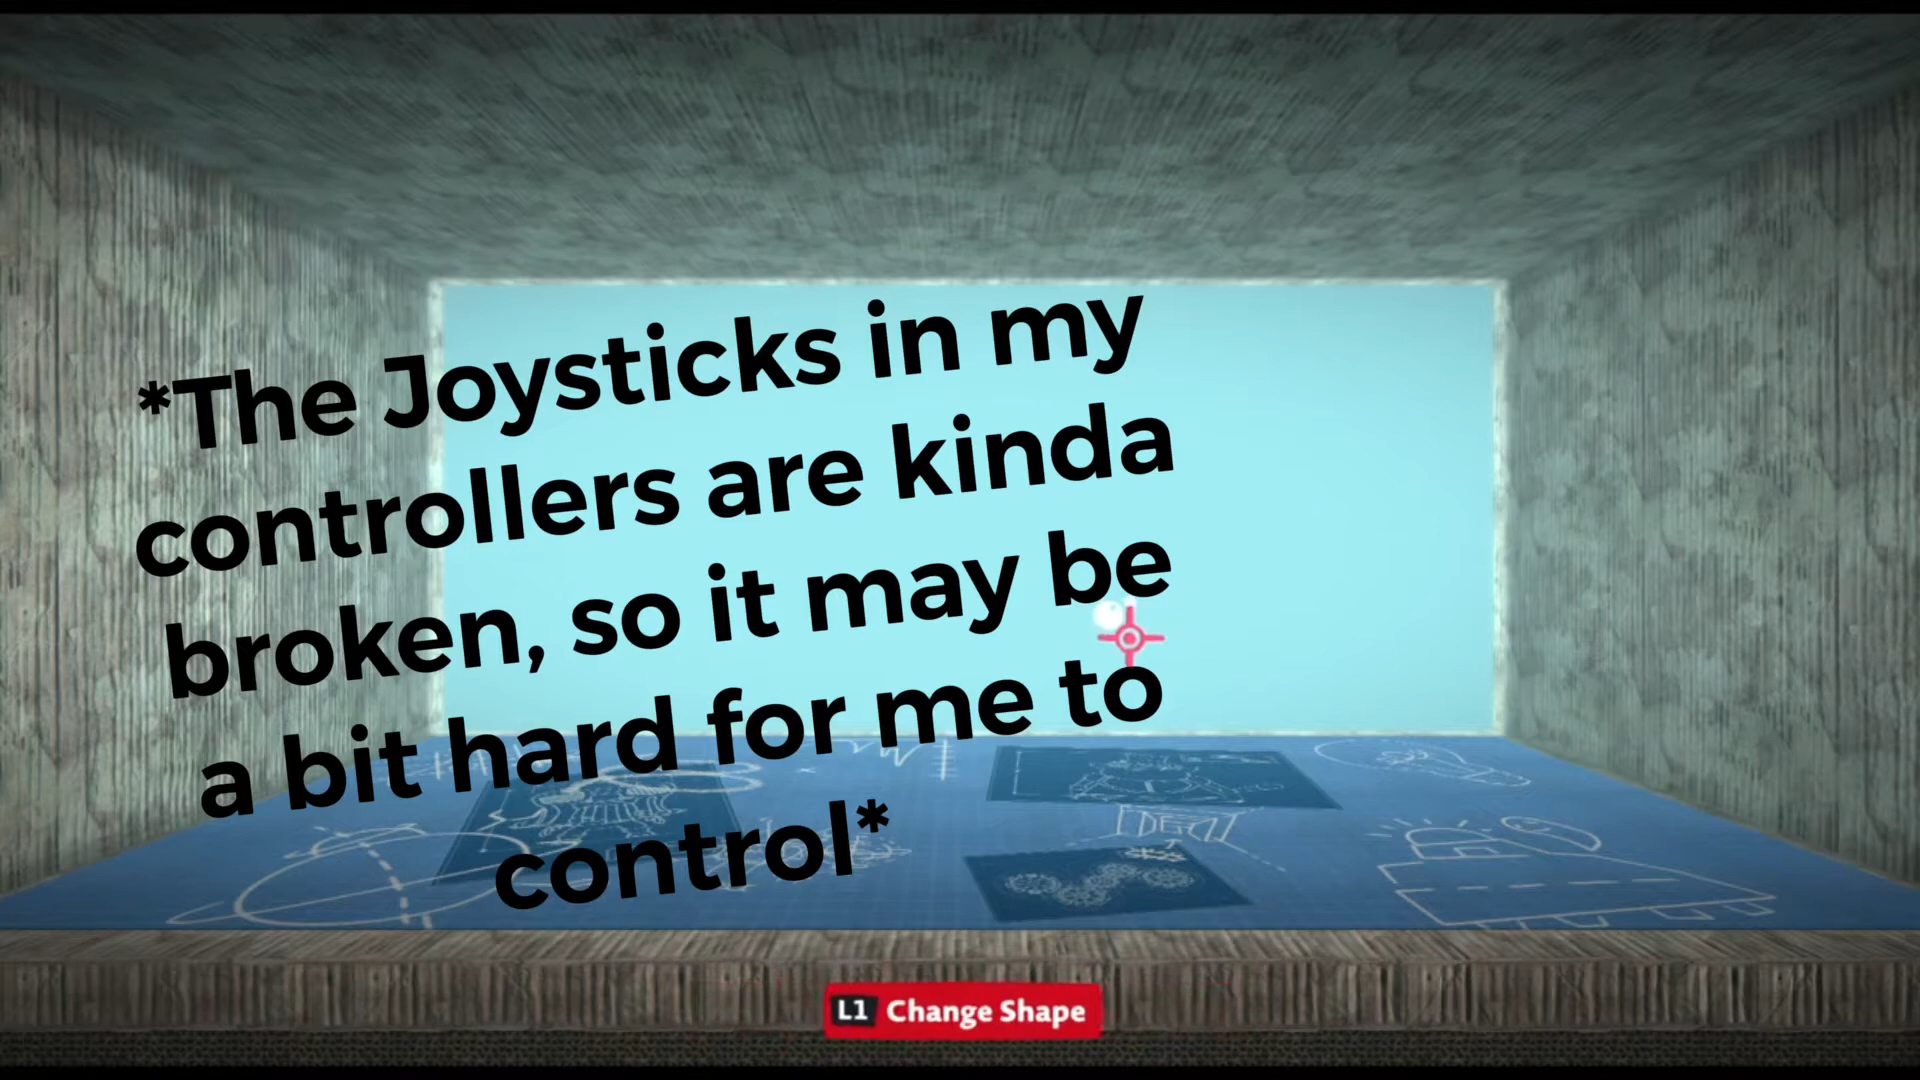 *The Joysticks in my
controllers are kinda
broken, so it may be
a bit hard for me to
control*
L1 Change Shape